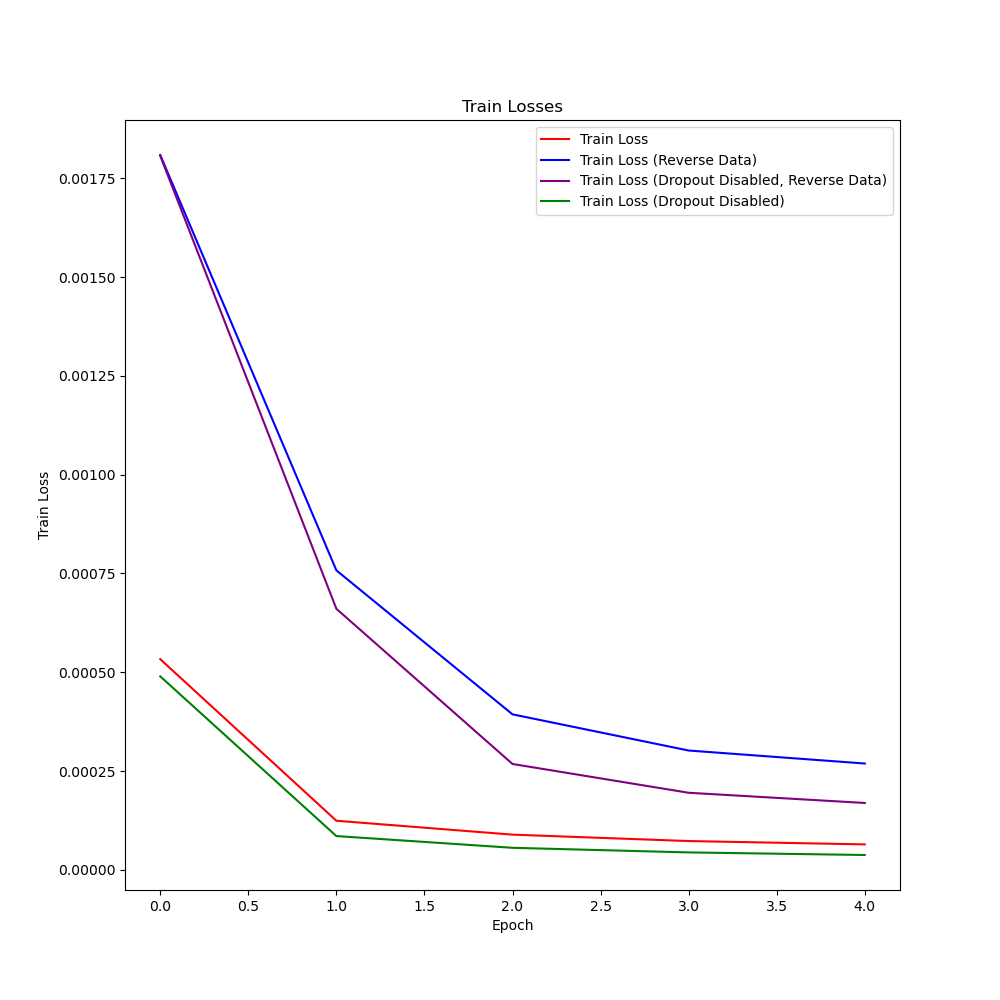 Train Losses
Train Loss
Train Loss (Reverse Data)
Train Loss (Dropout Disabled, Reverse Data)
Train Loss (Dropout Disabled)
0.00175
0.00150
0.00125
0.00100
0.00075
0.00050
0.00025
0.00000
Train Loss
0.0 0.5 1.0 1.5 2.0 2.5 3.0 3.5 4.0
Epoch